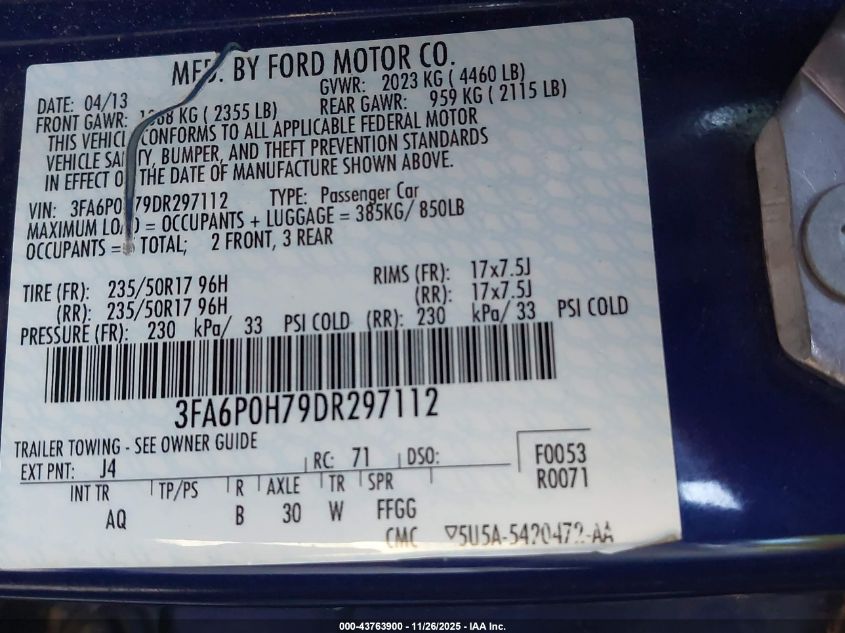 MFD. BY FORD MOTOR CO.
DATE: 04/13 GVWR: 2023 KG ( 4460 LB)
FRONT GAWR: KG ( 2355 LB) REAR GAWR: 959 KG ( 2115 LB)
THIS VEHICLE CONFORMS TO ALL APPLICABLE FEDERAL MOTOR
VEHICLE SAFETY, BUMPER, AND THEFT PREVENTION STANDARDS
IN EFFECT ON THE DATE OF MANUFACTURE SHOWN ABOVE.
VIN: 3FA6P0H79DR297112 TYPE: Passenger Car
MAXIMUM LOAD = OCCUPANTS + LUGGAGE = 385KG/ 850LB
OCCUPANTS = TOTAL; 2 FRONT, 3 REAR
TIRE (FR): 235/50R17 96H RIMS (FR): 17x7.5J
(RR): 235/50R17 96H (RR): 17x7.5J
PRESSURE (FR): 230 kPa/ 33 PSI COLD (RR): 230 kPa/ 33 PSI COLD
3FA6P0H79DR297112
TRAILER TOWING - SEE OWNER GUIDE
EXT PNT: J4 RC: 71 DSO: F0053
R0071
INT TR TP/PS R AXLE TR SPR
AQ B 30 W FFGG
CMC ▽5U5A-5420472-AA
000-43763900 - 11/26/2025 - IAA Inc.